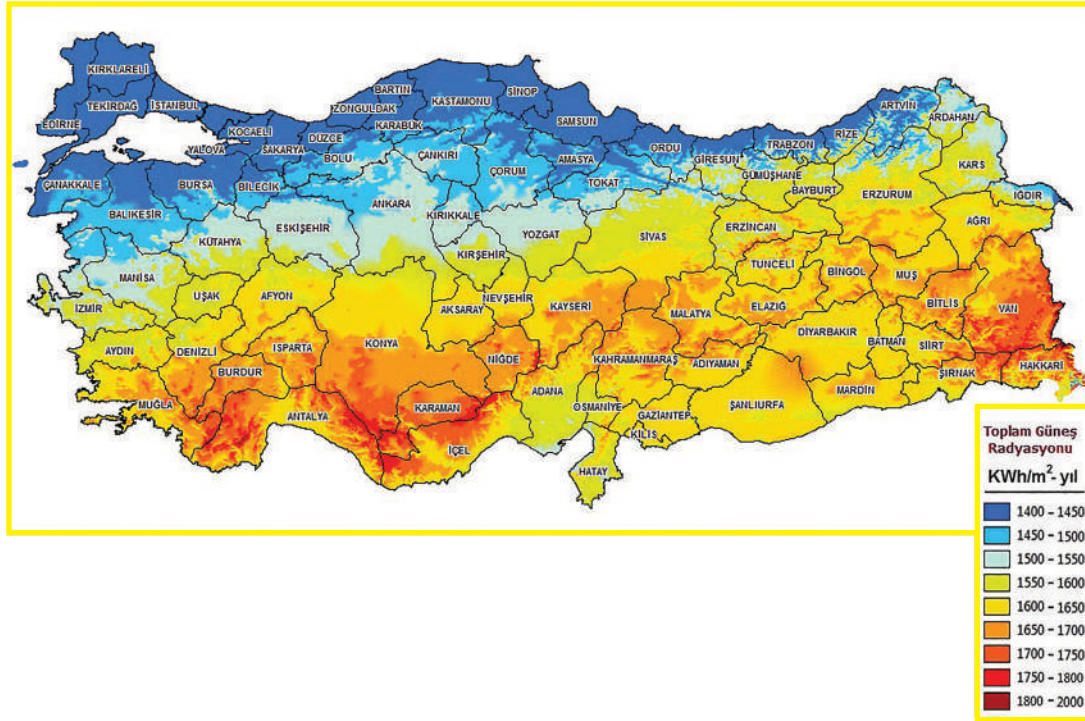 KIRKLARELİ
TEKİRDAĞ
İSTANBUL
EDİRNE
KOCAELİ
YALOVA
SAKARYA
DÜZCE
BOLU
ZONGULDAK
BARTIN
KARABÜK
KASTAMONU
SİNOP
SAMSUN
ÇANKIRI
ÇORUM
AMASYA
TOKAT
ORDU
GİRESUN
TRABZON
RİZE
ARTVİN
ARDAHAN
KARS
IĞDIR
GÜMÜŞHANE
BAYBURT
ERZURUM
AĞRI
ÇANAKKALE
BURSA
BİLECİK
BALIKESİR
KÜTAHYA
ESKİŞEHİR
ANKARA
KIRIKKALE
YOZGAT
KIRŞEHİR
SİVAS
ERZİNCAN
TUNCELİ
BİNGÖL
MUŞ
BİTLİS
VAN
MANİSA
İZMİR
UŞAK
AFYON
AKSARAY
NEVŞEHİR
KAYSERİ
MALATYA
ELAZIĞ
DİYARBAKIR
BATMAN
SİİRT
ŞIRNAK
HAKKARİ
AYDIN
DENİZLİ
ISPARTA
BURDUR
KONYA
NİĞDE
KAHRAMANMARAŞ
ADIYAMAN
MARDİN
MUĞLA
ANTALYA
KARAMAN
İÇEL
ADANA
OSMANİYE
GAZİANTEP
KİLİS
ŞANLIURFA
HATAY
Toplam Güneş
Radyasyonu
KWh/m²- yıl
1400 - 1450
1450 - 1500
1500 - 1550
1550 - 1600
1600 - 1650
1650 - 1700
1700 - 1750
1750 - 1800
1800 - 2000